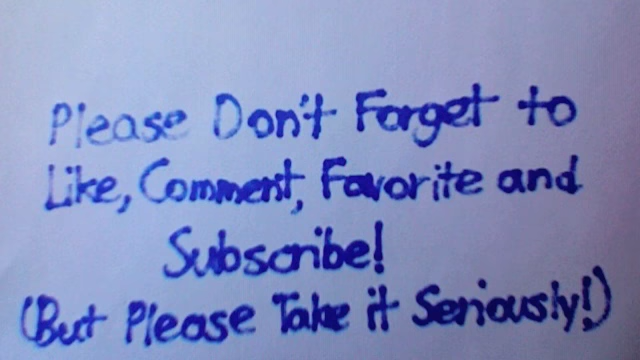 Please Don't Forget to
Like, Comment, Favorite and
Subscribe!
(But Please Take it Seriously!)